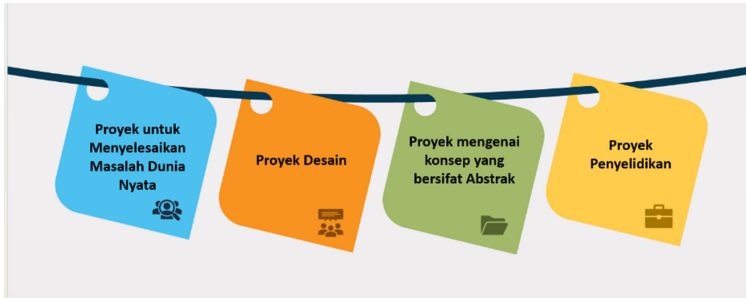 Proyek untuk
Menyelesaikan
Masalah Dunia
Nyata
Proyek Desain
Proyek mengenai
konsep yang
bersifat Abstrak
Proyek
Penyelidikan